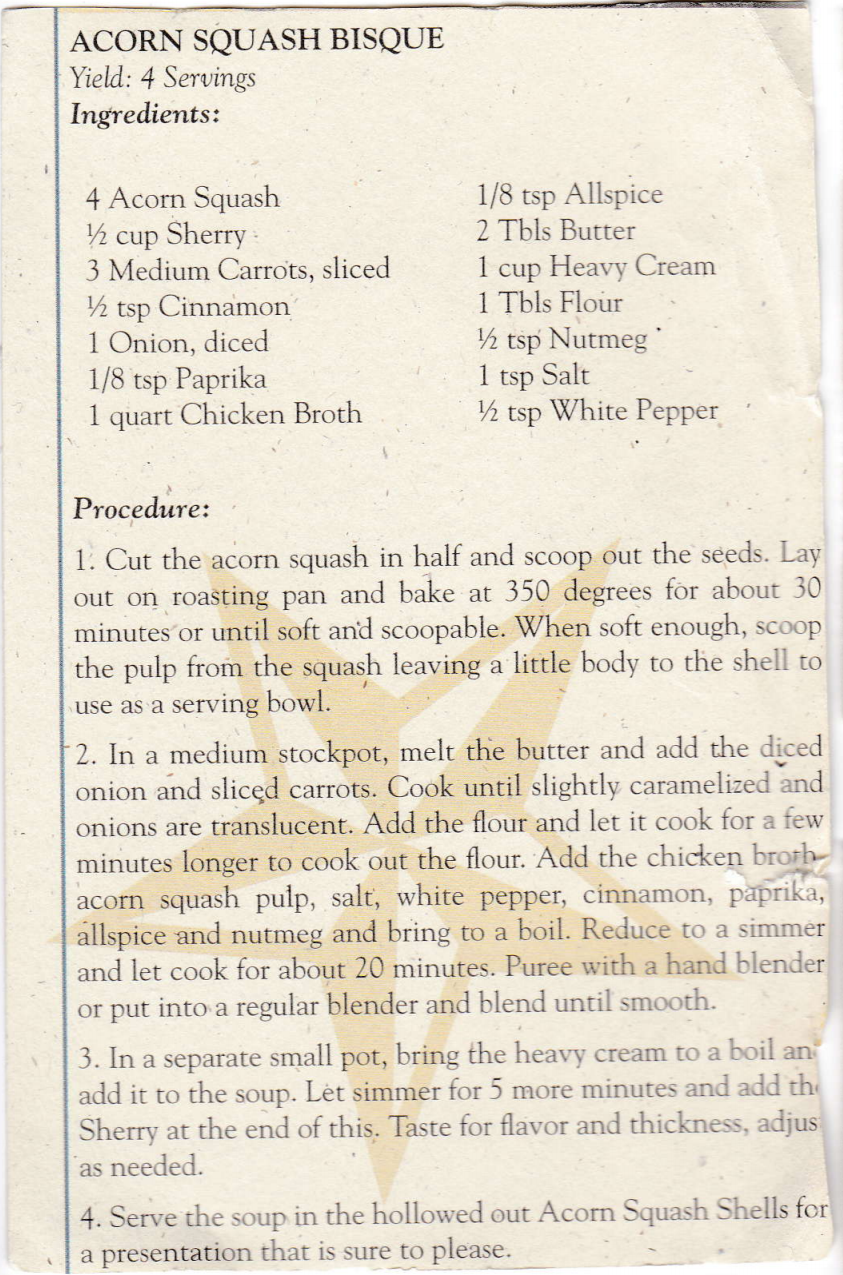 ACORN SQUASH BISQUE
Yield: 4 Servings
Ingredients:
4 Acorn Squash
½ cup Sherry
3 Medium Carrots, sliced
½ tsp Cinnamon
1 Onion, diced
1/8 tsp Paprika
1 quart Chicken Broth
1/8 tsp Allspice
2 Tbls Butter
1 cup Heavy Cream
1 Tbls Flour
½ tsp Nutmeg
1 tsp Salt
½ tsp White Pepper
Procedure:
1. Cut the acorn squash in half and scoop out the seeds. Lay
out on roasting pan and bake at 350 degrees for about 30
minutes or until soft and scoopable. When soft enough, scoop
the pulp from the squash leaving a little body to the shell to
use as a serving bowl.
2. In a medium stockpot, melt the butter and add the diced
onion and sliced carrots. Cook until slightly caramelized and
onions are translucent. Add the flour and let it cook for a few
minutes longer to cook out the flour. Add the chicken broth
acorn squash pulp, salt, white pepper, cinnamon, paprika,
allspice and nutmeg and bring to a boil. Reduce to a simmer
and let cook for about 20 minutes. Puree with a hand blender
or put into a regular blender and blend until smooth.
3. In a separate small pot, bring the heavy cream to a boil an
add it to the soup. Let simmer for 5 more minutes and add th
Sherry at the end of this. Taste for flavor and thickness, adjus
as needed.
4. Serve the soup in the hollowed out Acorn Squash Shells for
a presentation that is sure to please.